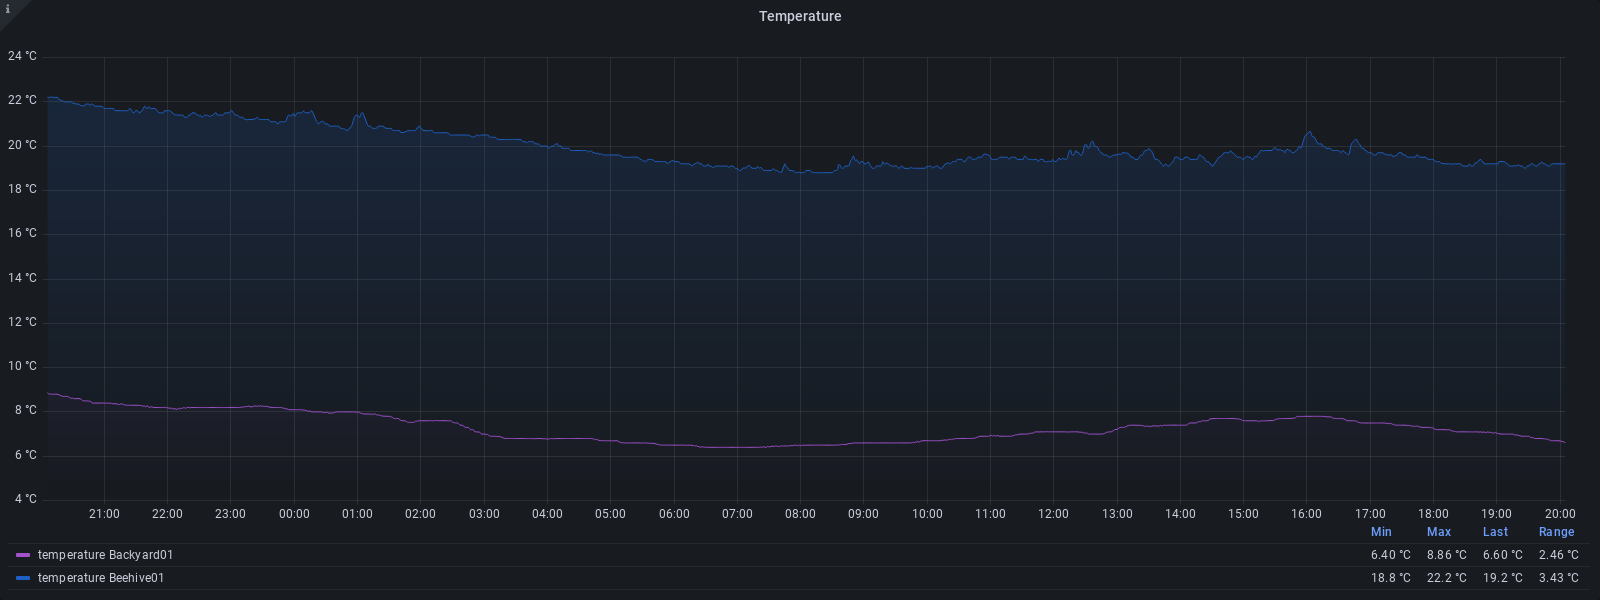 i
Temperature
24 °C
22 °C
20 °C
18 °C
16 °C
14 °C
12 °C
10 °C
8 °C
6 °C
4 °C
21:00 22:00 23:00 00:00 01:00 02:00 03:00 04:00 05:00 06:00 07:00 08:00 09:00 10:00 11:00 12:00 13:00 14:00 15:00 16:00 17:00 18:00 19:00 20:00
Min Max Last Range
temperature Backyard01 6.40 °C 8.86 °C 6.60 °C 2.46 °C
temperature Beehive01 18.8 °C 22.2 °C 19.2 °C 3.43 °C